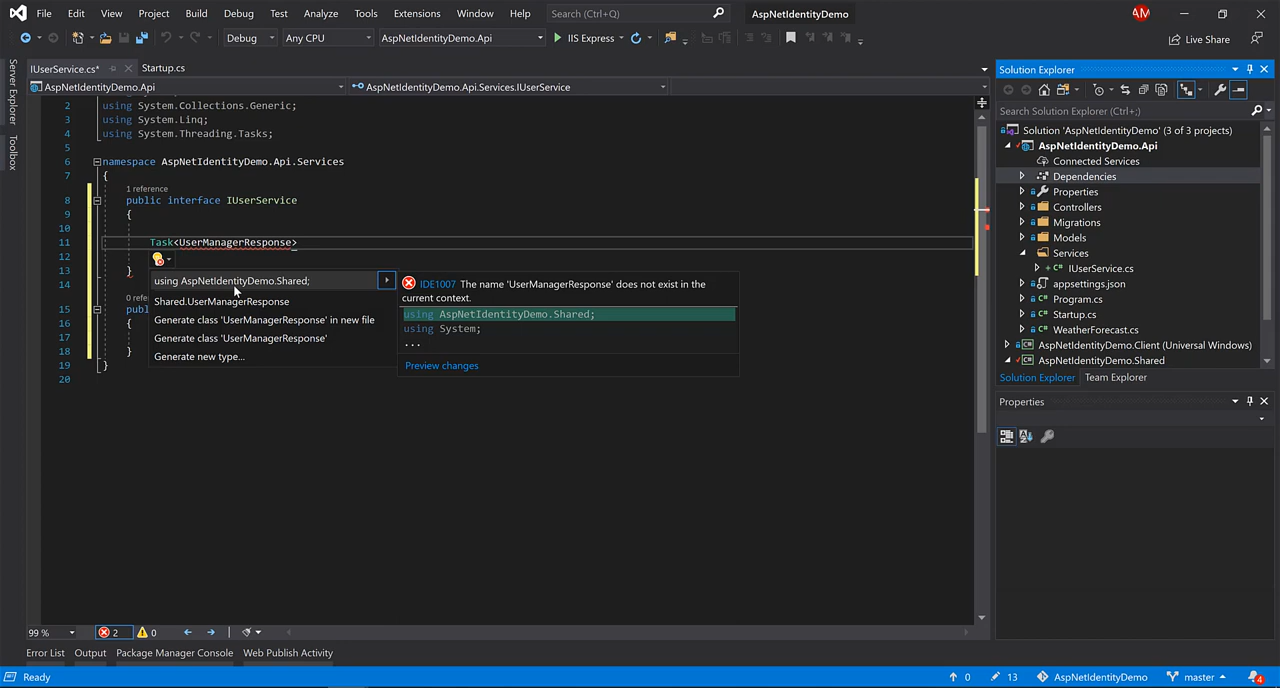 File Edit View Project Build Debug Test Analyze Tools Extensions Window Help Search (Ctrl+Q) AspNetIdentityDemo AM
Debug Any CPU AspNetIdentityDemo.Api IIS Express Live Share
Server Explorer
Toolbox
IUserService.cs* Startup.cs
AspNetIdentityDemo.Api AspNetIdentityDemo.Api.Services.IUserService
2 using System.Collections.Generic;
3 using System.Linq;
4 using System.Threading.Tasks;
5
6 namespace AspNetIdentityDemo.Api.Services
7 {
1 reference
8 public interface IUserService
9 {
10
11 Task<UserManagerResponse>
12
13 }
14
0 refe
15 pub
16 {
17
18 }
19 }
20
using AspNetIdentityDemo.Shared;
Shared.UserManagerResponse
Generate class 'UserManagerResponse' in new file
Generate class 'UserManagerResponse'
Generate new type...
IDE1007 The name 'UserManagerResponse' does not exist in the
current context.
using AspNetIdentityDemo.Shared;
using System;
...
Preview changes
Solution Explorer
Search Solution Explorer (Ctrl+;)
Solution 'AspNetIdentityDemo' (3 of 3 projects)
AspNetIdentityDemo.Api
Connected Services
Dependencies
Properties
Controllers
Migrations
Models
Services
IUserService.cs
appsettings.json
Program.cs
Startup.cs
WeatherForecast.cs
AspNetIdentityDemo.Client (Universal Windows)
AspNetIdentityDemo.Shared
Solution Explorer Team Explorer
Properties
99 % 2 0
Error List Output Package Manager Console Web Publish Activity
Ready 0 13 AspNetIdentityDemo master 4